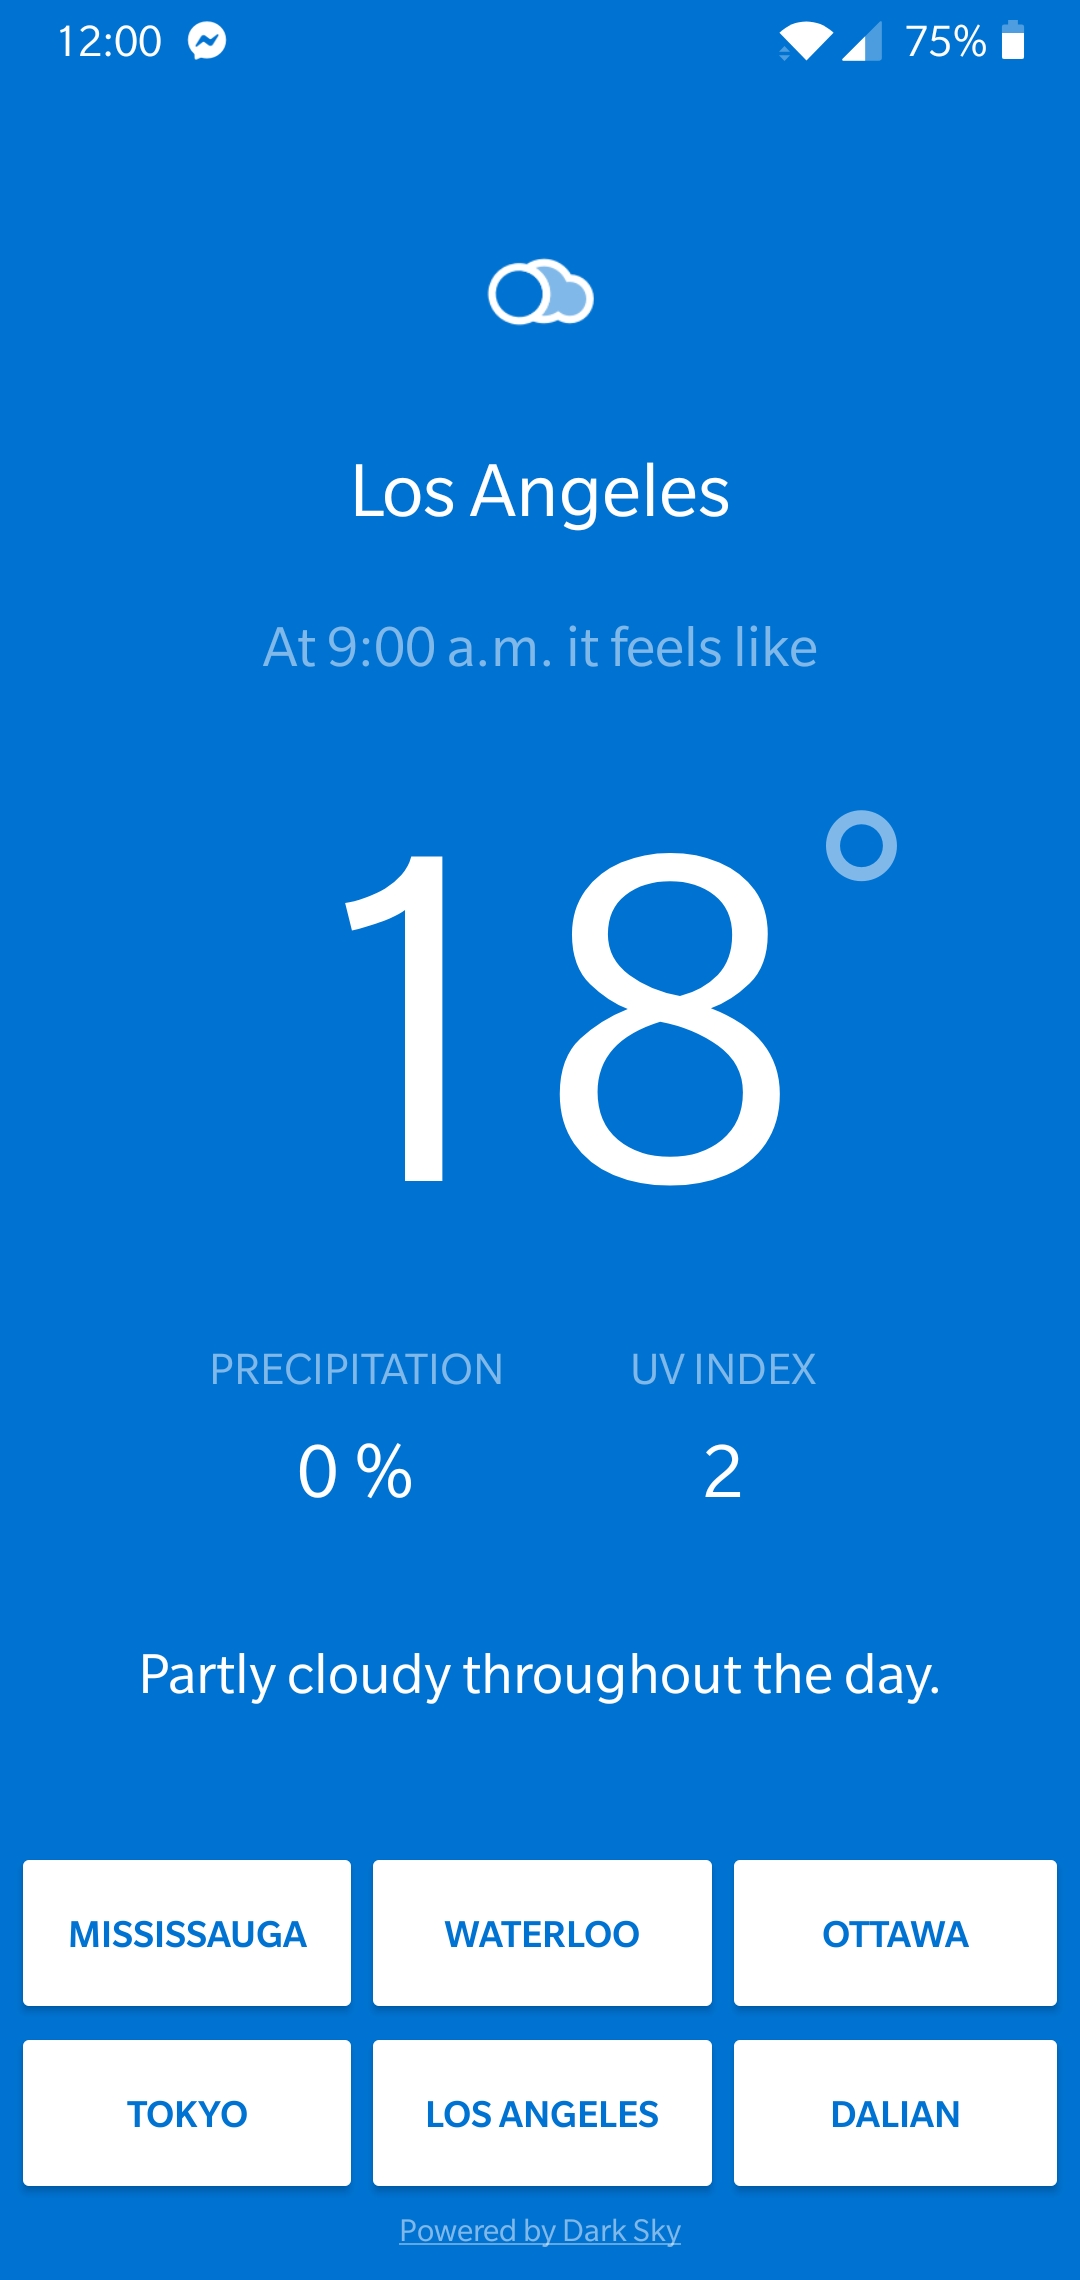 12:00 75%
Los Angeles
At 9:00 a.m. it feels like
18°
PRECIPITATION UV INDEX
0 % 2
Partly cloudy throughout the day.
MISSISSAUGA WATERLOO OTTAWA
TOKYO LOS ANGELES DALIAN
Powered by Dark Sky